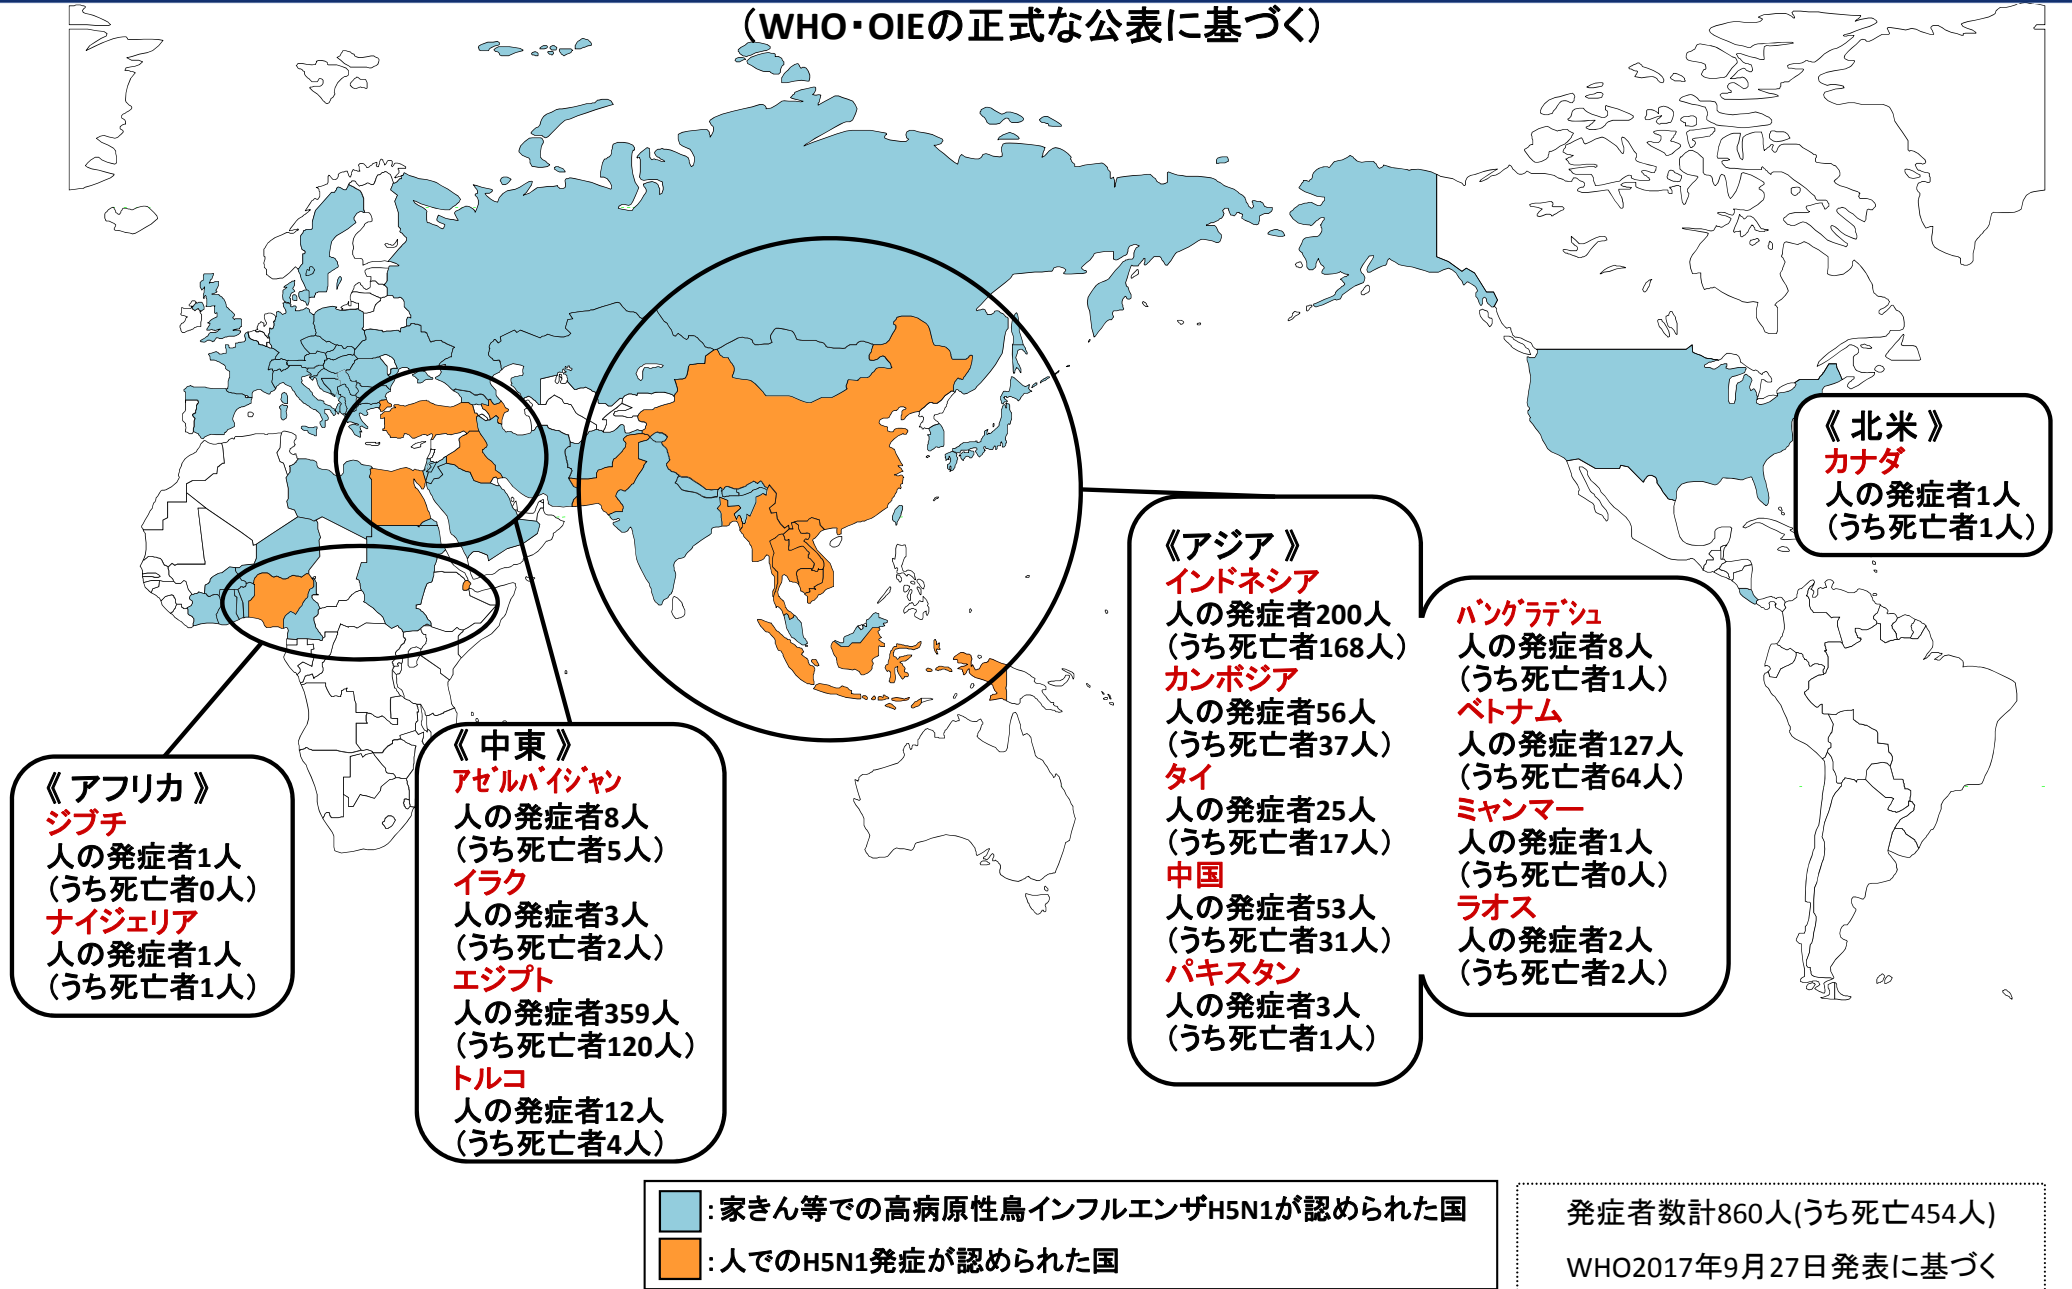 (WHO・OIEの正式な公表に基づく)
《 北米 》
カナダ
人の発症者1人
(うち死亡者1人)
《アジア 》
インドネシア
人の発症者200人
(うち死亡者168人)
カンボジア
人の発症者56人
(うち死亡者37人)
タイ
人の発症者25人
(うち死亡者17人)
中国
人の発症者53人
(うち死亡者31人)
パキスタン
人の発症者3人
(うち死亡者1人)
バングラデシュ
人の発症者8人
(うち死亡者1人)
ベトナム
人の発症者127人
(うち死亡者64人)
ミャンマー
人の発症者1人
(うち死亡者0人)
ラオス
人の発症者2人
(うち死亡者2人)
《 中東 》
アゼルバイジャン
人の発症者8人
(うち死亡者5人)
イラク
人の発症者3人
(うち死亡者2人)
エジプト
人の発症者359人
(うち死亡者120人)
トルコ
人の発症者12人
(うち死亡者4人)
《 アフリカ 》
ジブチ
人の発症者1人
(うち死亡者0人)
ナイジェリア
人の発症者1人
(うち死亡者1人)
:家きん等での高病原性鳥インフルエンザH5N1が認められた国
:人でのH5N1発症が認められた国
発症者数計860人(うち死亡454人)
WHO2017年9月27日発表に基づく